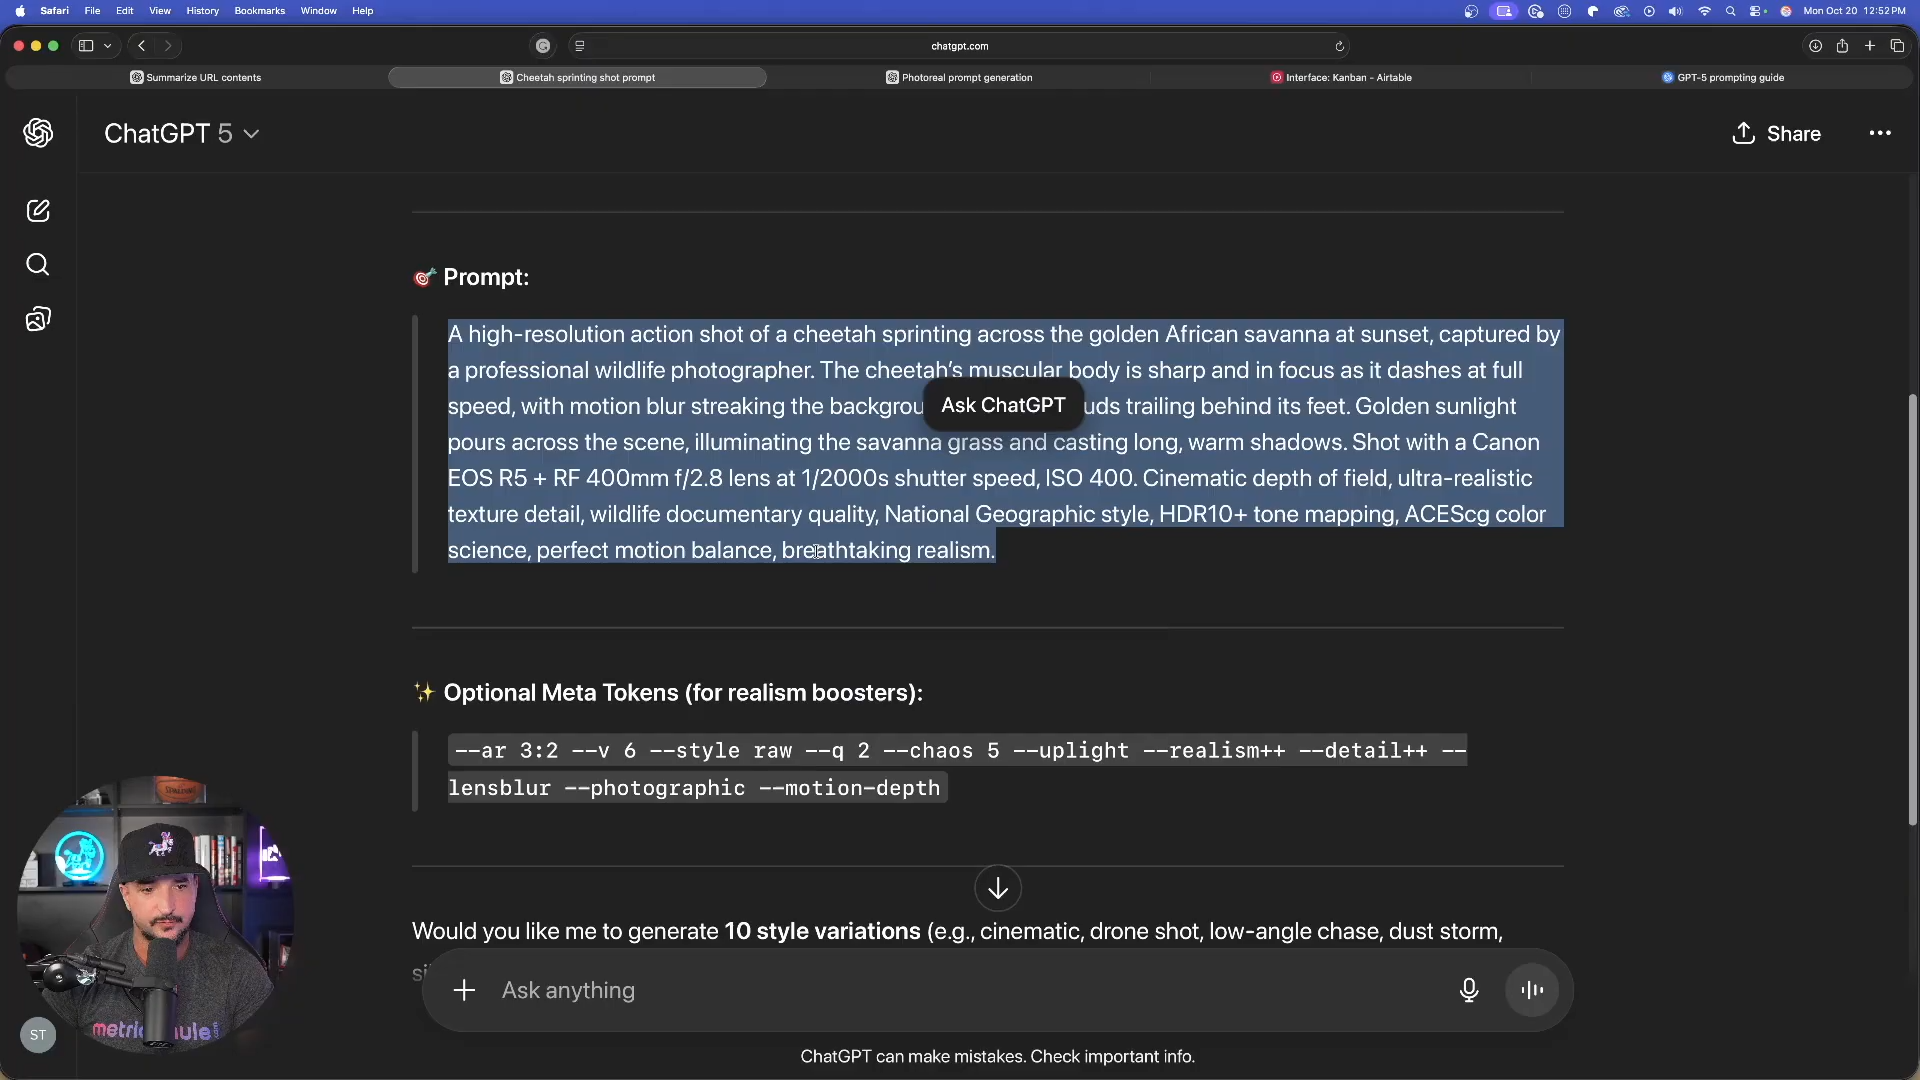 Safari File Edit View History Bookmarks Window Help
Mon Oct 20 12:52 PM
chatgpt.com
Summarize URL contents
Cheetah sprinting shot prompt
Photoreal prompt generation
Interface: Kanban - Airtable
GPT-5 prompting guide
ChatGPT 5
Share
🎯 Prompt:
A high-resolution action shot of a cheetah sprinting across the golden African savanna at sunset, captured by
a professional wildlife photographer. The cheetah's muscular body is sharp and in focus as it dashes at full
speed, with motion blur streaking the backgrou
Ask ChatGPT
uds trailing behind its feet. Golden sunlight
pours across the scene, illuminating the savanna grass and casting long, warm shadows. Shot with a Canon
EOS R5 + RF 400mm f/2.8 lens at 1/2000s shutter speed, ISO 400. Cinematic depth of field, ultra-realistic
texture detail, wildlife documentary quality, National Geographic style, HDR10+ tone mapping, ACEScg color
science, perfect motion balance, breathtaking realism.
✨ Optional Meta Tokens (for realism boosters):
--ar 3:2 --v 6 --style raw --q 2 --chaos 5 --uplight --realism++ --detail++ --
lensblur --photographic --motion-depth
Would you like me to generate 10 style variations (e.g., cinematic, drone shot, low-angle chase, dust storm,
Ask anything
ST
ChatGPT can make mistakes. Check important info.